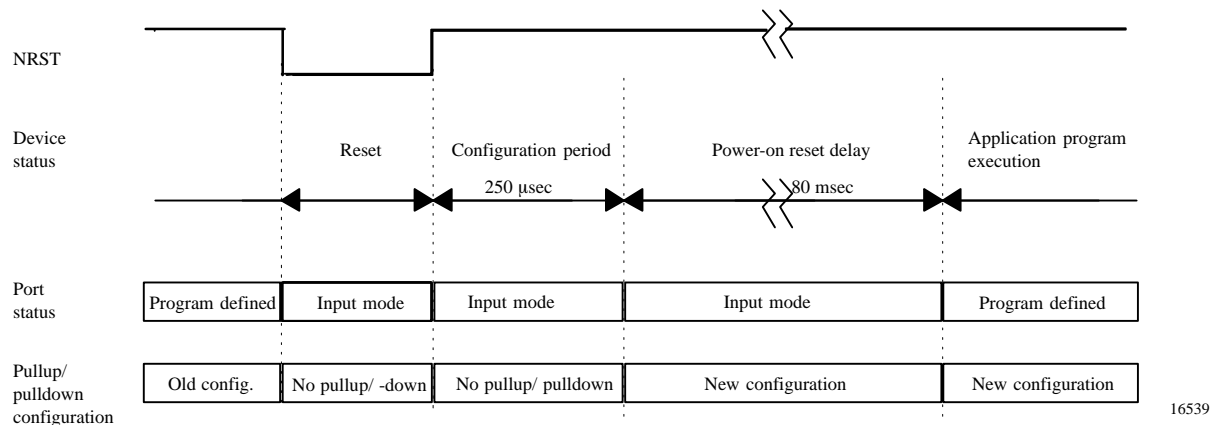 NRST
Device
status
Reset
Configuration period
Power-on reset delay
Application program
execution
250 μsec
80 msec
Port
status
Program defined
Input mode
Input mode
Input mode
Program defined
Pullup/
pulldown
configuration
Old config.
No pullup/ -down
No pullup/ pulldown
New configuration
New configuration
16539